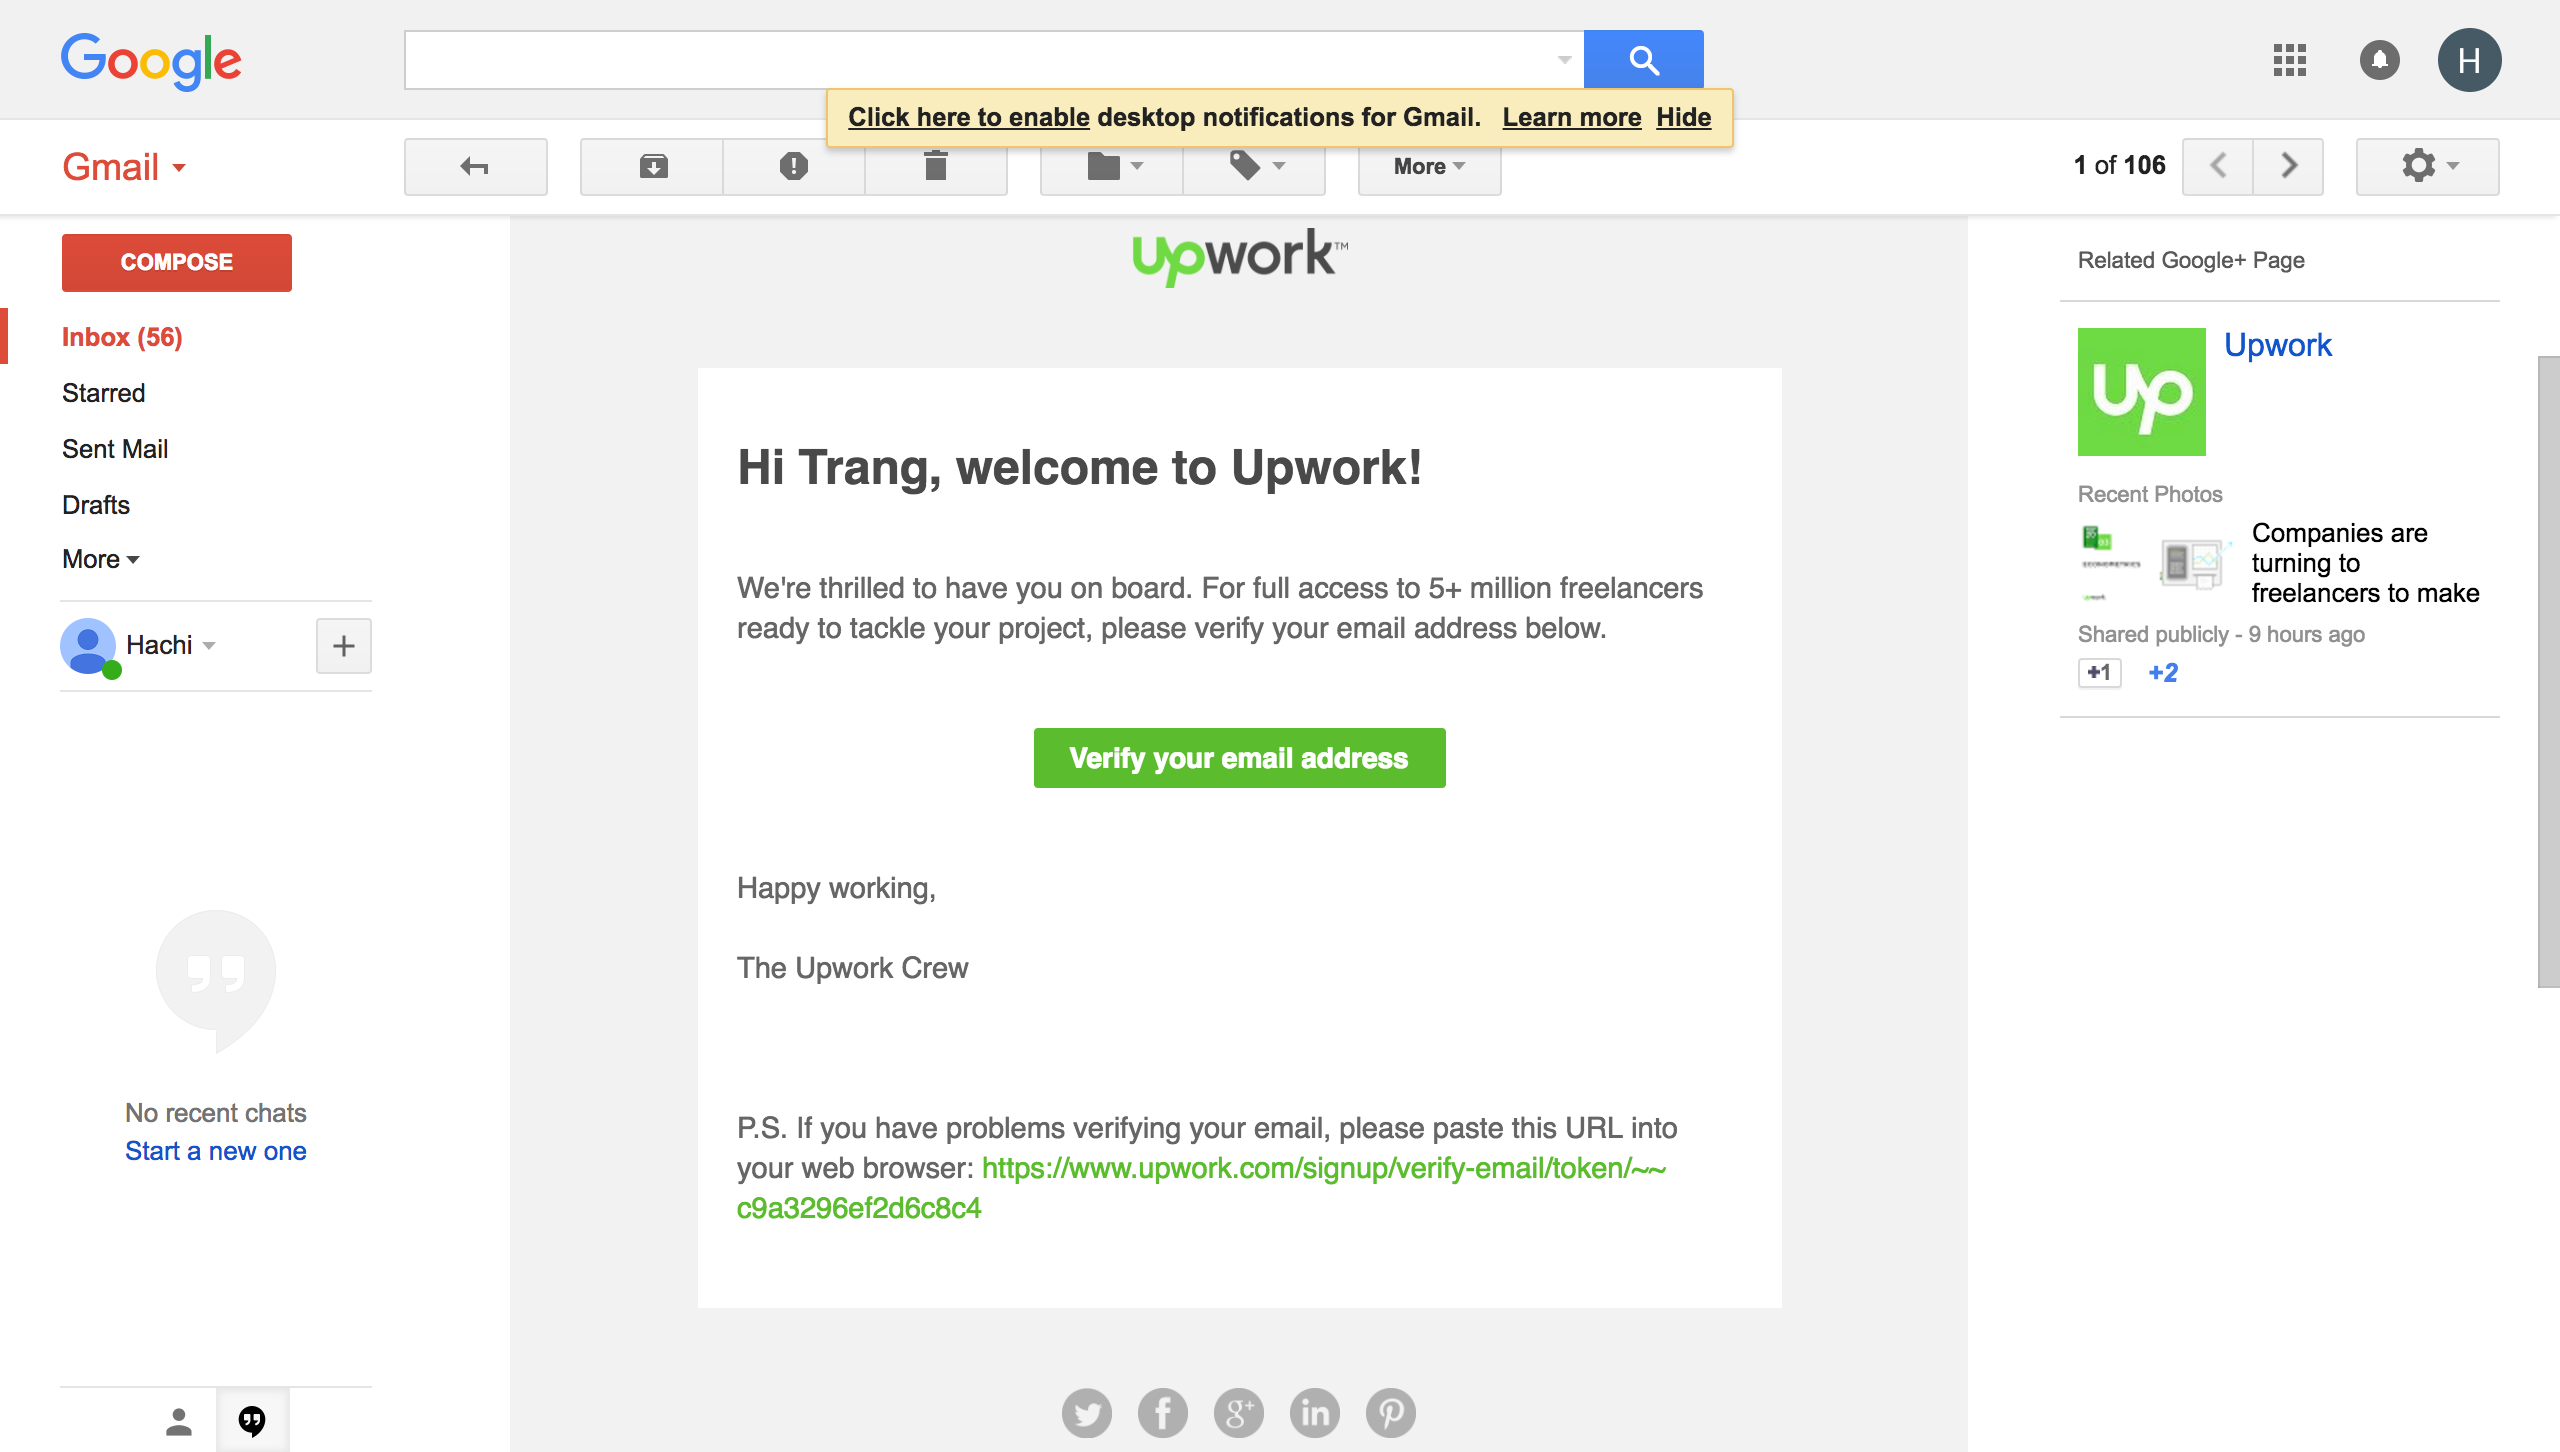 Google
Click here to enable desktop notifications for Gmail. Learn more Hide
H
Gmail
More
1 of 106
COMPOSE
Inbox (56)
Starred
Sent Mail
Drafts
More
Hachi
No recent chats
Start a new one
upwork™
Hi Trang, welcome to Upwork!
We're thrilled to have you on board. For full access to 5+ million freelancers
ready to tackle your project, please verify your email address below.
Verify your email address
Happy working,
The Upwork Crew
P.S. If you have problems verifying your email, please paste this URL into
your web browser: https://www.upwork.com/signup/verify-email/token/~~
c9a3296ef2d6c8c4
Related Google+ Page
up
Upwork
Recent Photos
Companies are
turning to
freelancers to make
Shared publicly - 9 hours ago
+1 +2